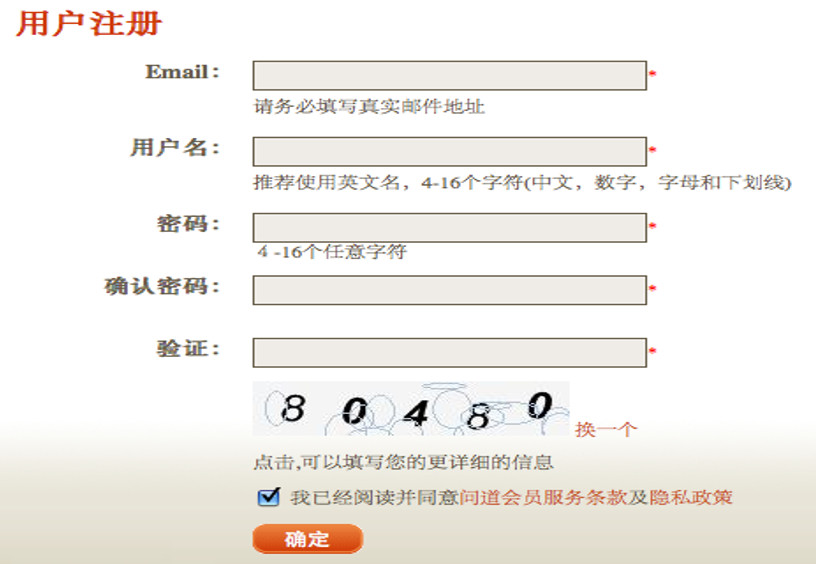 用户注册
Email： *
请务必填写真实邮件地址
用户名： *
推荐使用英文名，4-16个字符(中文，数字，字母和下划线)
密码： *
4 -16个任意字符
确认密码： *
验证： *
8 0 4 8 0 换一个
点击,可以填写您的更详细的信息
我已经阅读并同意问道会员服务条款及隐私政策
确定